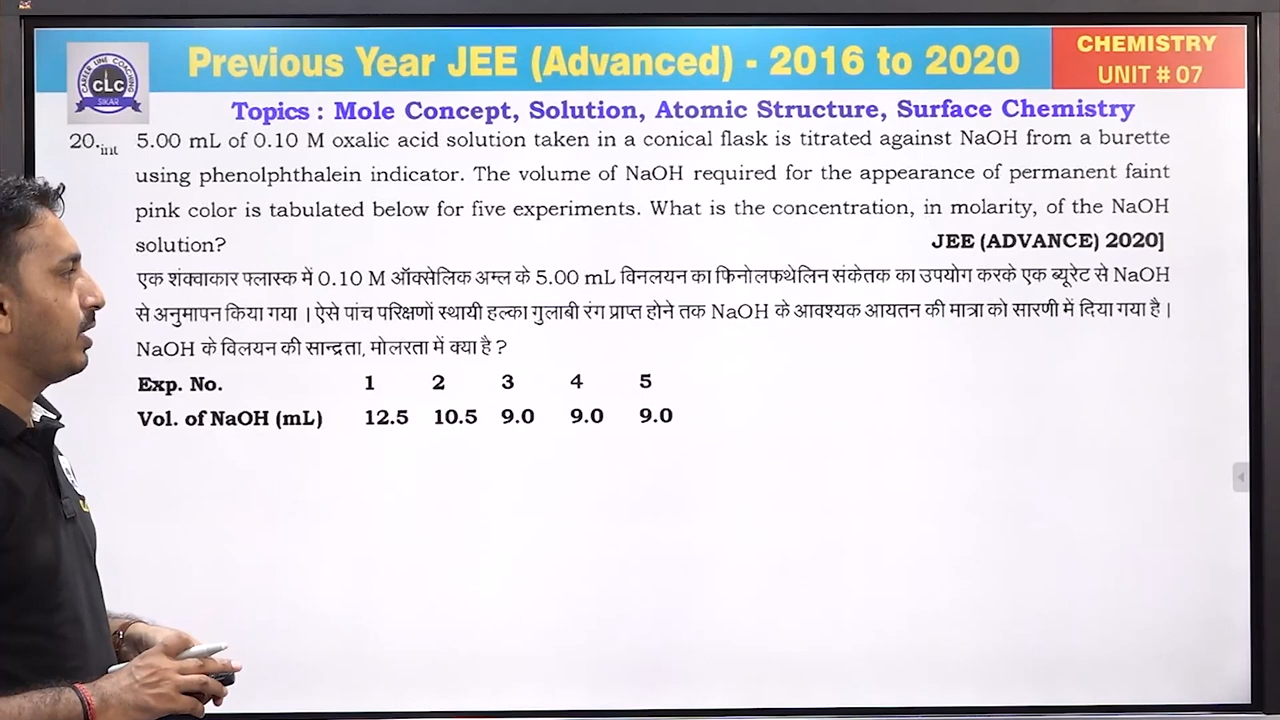 Previous Year JEE (Advanced) - 2016 to 2020
CHEMISTRY
UNIT # 07
CAREER LINE COACHING
CLC
SIKAR
Topics : Mole Concept, Solution, Atomic Structure, Surface Chemistry
20.int 5.00 mL of 0.10 M oxalic acid solution taken in a conical flask is titrated against NaOH from a burette
using phenolphthalein indicator. The volume of NaOH required for the appearance of permanent faint
pink color is tabulated below for five experiments. What is the concentration, in molarity, of the NaOH
solution? JEE (ADVANCE) 2020]
एक शंक्वाकार फ्लास्क में 0.10 M ऑक्सेलिक अम्ल के 5.00 mL विनलयन का फिनोलफथेलिन संकेतक का उपयोग करके एक ब्यूरेट से NaOH
से अनुमापन किया गया । ऐसे पांच परिक्षणों स्थायी हल्का गुलाबी रंग प्राप्त होने तक NaOH के आवश्यक आयतन की मात्रा को सारणी में दिया गया है ।
NaOH के विलयन की सान्द्रता, मोलरता में क्या है ?
Exp. No. 1 2 3 4 5
Vol. of NaOH (mL) 12.5 10.5 9.0 9.0 9.0